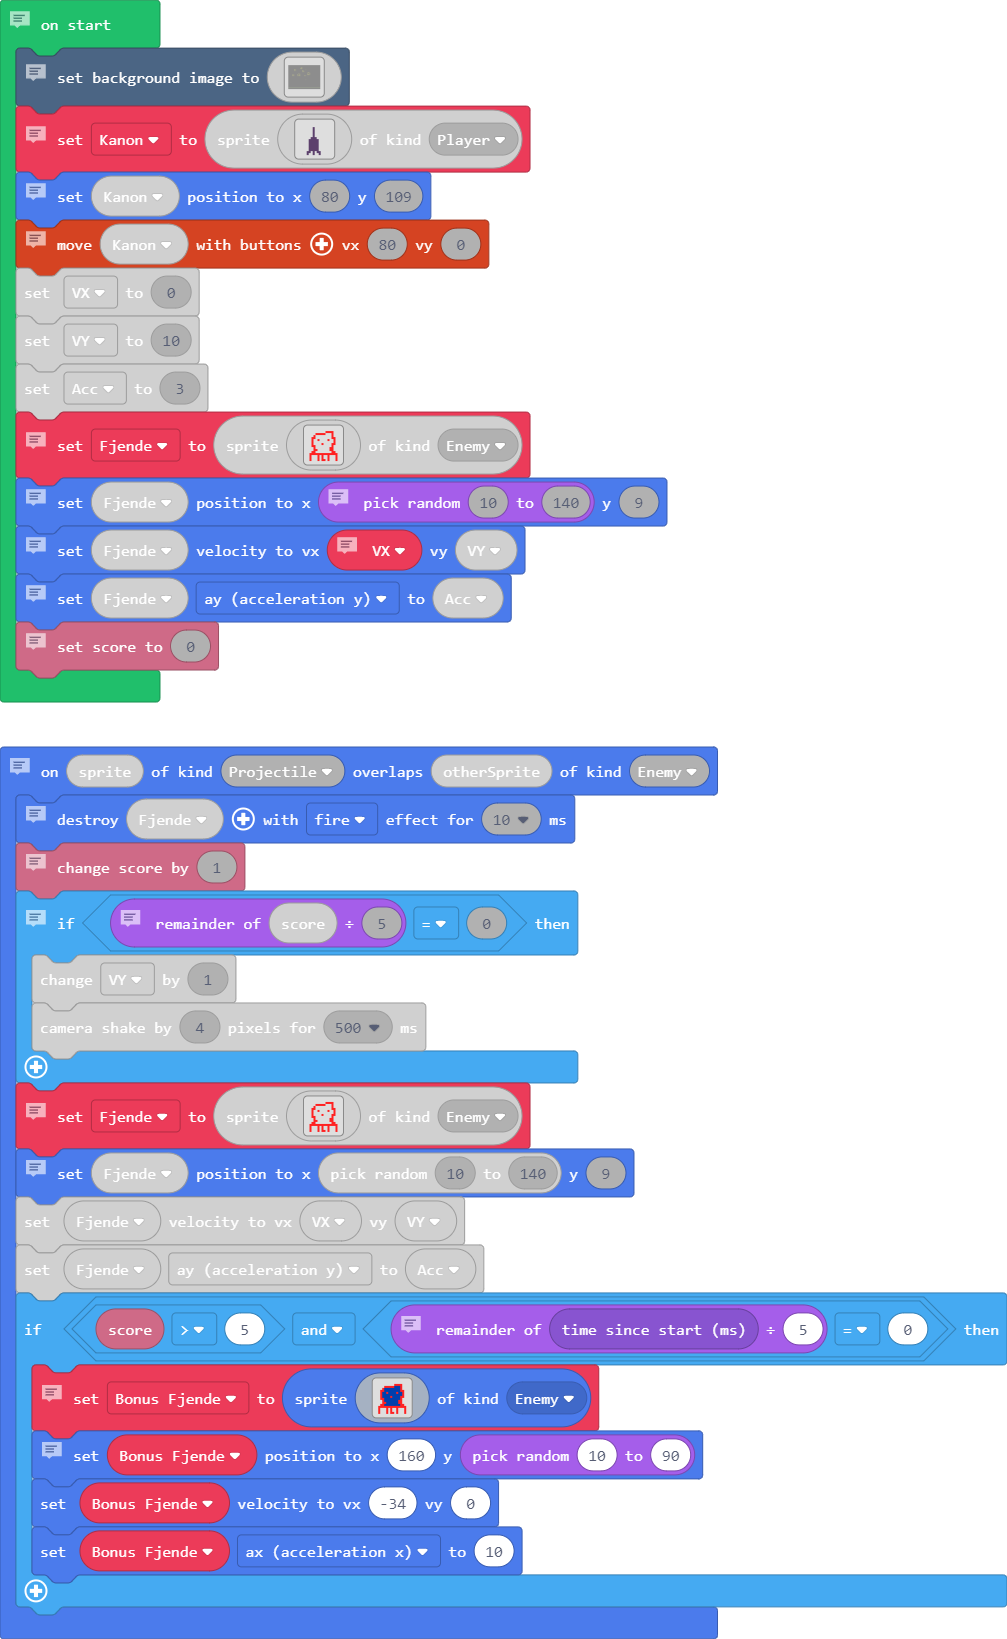 on start
set background image to
set Kanon to sprite of kind Player
set Kanon position to x 80 y 109
move Kanon with buttons vx 80 vy 0
set VX to 0
set VY to 10
set Acc to 3
set Fjende to sprite of kind Enemy
set Fjende position to x pick random 10 to 140 y 9
set Fjende velocity to vx VX vy VY
set Fjende ay (acceleration y) to Acc
set score to 0
on sprite of kind Projectile overlaps otherSprite of kind Enemy
destroy Fjende with fire effect for 10 ms
change score by 1
if remainder of score ÷ 5 = 0 then
change VY by 1
camera shake by 4 pixels for 500 ms
set Fjende to sprite of kind Enemy
set Fjende position to x pick random 10 to 140 y 9
set Fjende velocity to vx VX vy VY
set Fjende ay (acceleration y) to Acc
if score > 5 and remainder of time since start (ms) ÷ 5 = 0 then
set Bonus Fjende to sprite of kind Enemy
set Bonus Fjende position to x 160 y pick random 10 to 90
set Bonus Fjende velocity to vx -34 vy 0
set Bonus Fjende ax (acceleration x) to 10